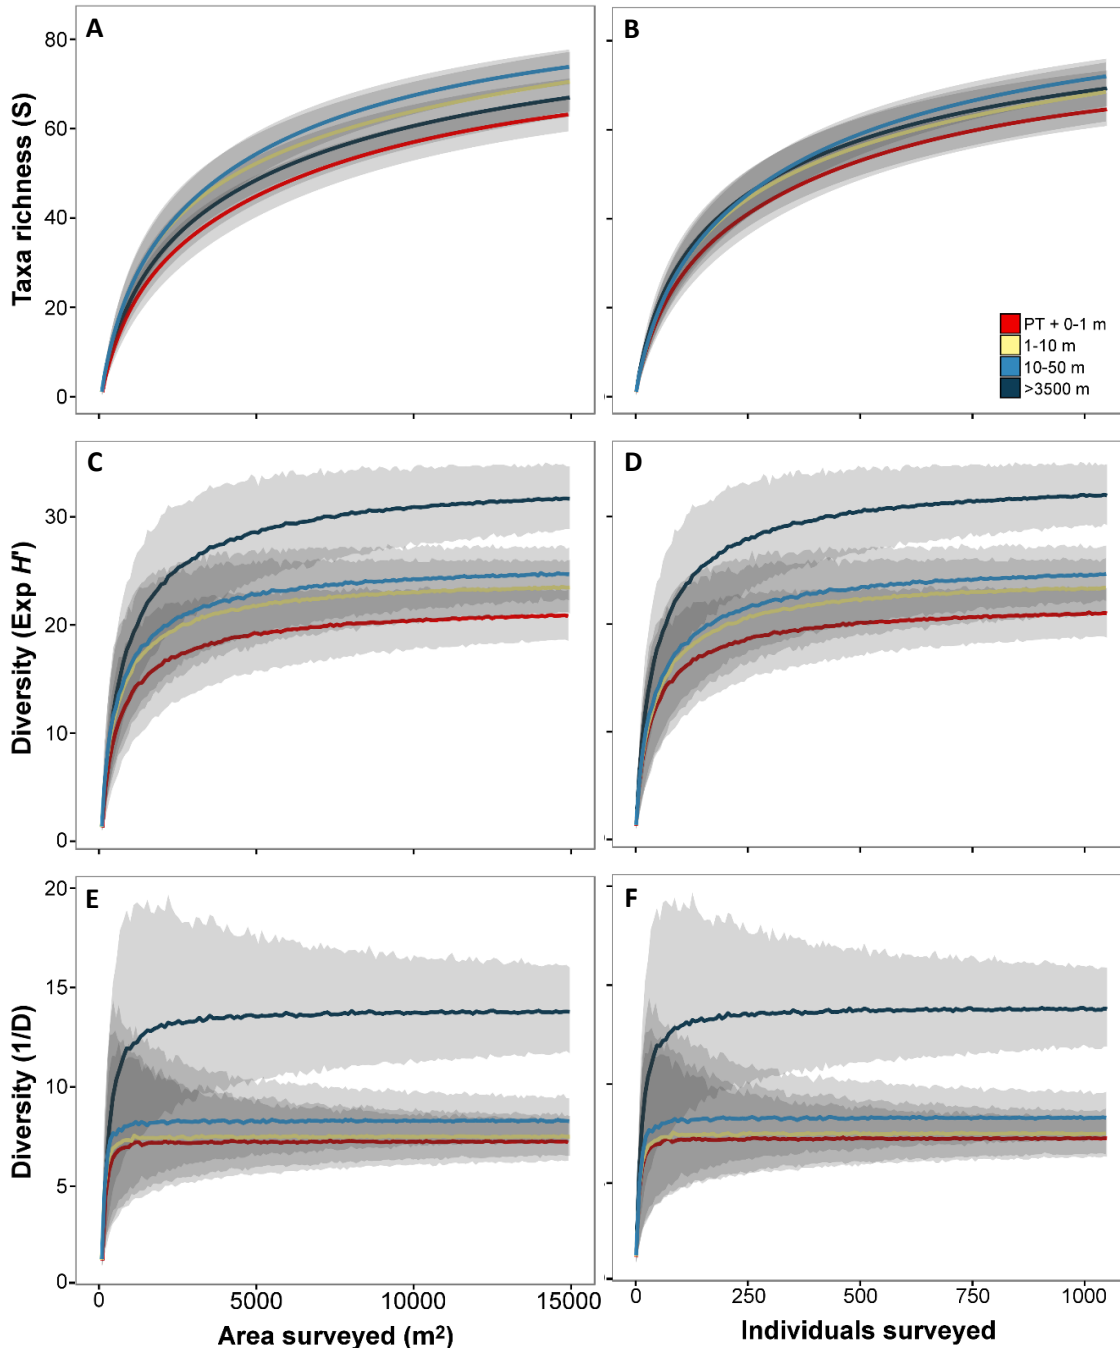 A
B
Taxa richness (S)
80
60
40
20
0
PT + 0-1 m
1-10 m
10-50 m
>3500 m
C
D
Diversity (Exp H')
30
20
10
0
E
F
Diversity (1/D)
20
15
10
5
0
0 5000 10000 15000
0 250 500 750 1000
Area surveyed (m²)
Individuals surveyed